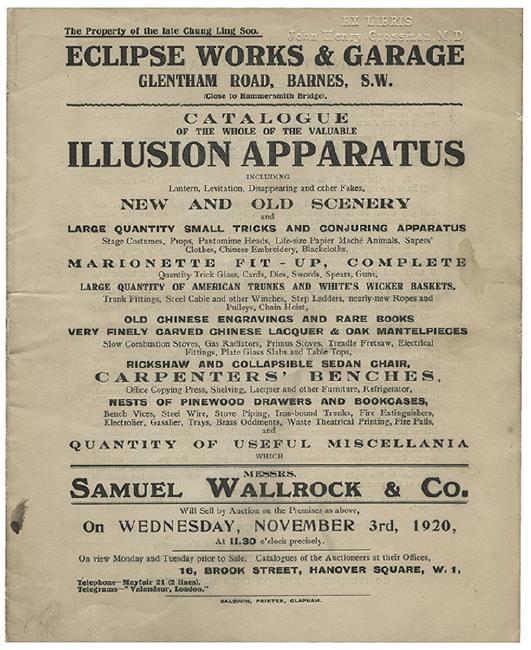 EX LIBRIS
John Henry Grossman, M.D.
The Property of the late Chung Ling Soo.
ECLIPSE WORKS & GARAGE
GLENTHAM ROAD, BARNES, S.W.
(Close to Hammersmith Bridge).
CATALOGUE
OF THE WHOLE OF THE VALUABLE
ILLUSION APPARATUS
INCLUDING
Lantern, Levitation, Disappearing and other Fakes,
NEW AND OLD SCENERY
and
LARGE QUANTITY SMALL TRICKS AND CONJURING APPARATUS
Stage Costumes, Props, Pantomime Heads, Life-size Papier Maché Animals, Supers'
Clothes, Chinese Embroidery, Blackcloths,
MARIONETTE FIT-UP, COMPLETE
Quantity Trick Glass, Cards, Dies, Swords, Spears, Guns,
LARGE QUANTITY OF AMERICAN TRUNKS AND WHITE'S WICKER BASKETS,
Trunk Fittings, Steel Cable and other Winches, Step Ladders, nearly-new Ropes and
Pulleys, Chain Hoist,
OLD CHINESE ENGRAVINGS AND RARE BOOKS
VERY FINELY CARVED CHINESE LACQUER & OAK MANTELPIECES
Slow Combustion Stoves, Gas Radiators, Primus Stoves, Treadle Fretsaw, Electrical
Fittings, Plate Glass Slabs and Table Tops,
RICKSHAW AND COLLAPSIBLE SEDAN CHAIR,
CARPENTERS' BENCHES,
Office Copying Press, Shelving, Lacquer and other Furniture, Refrigerator,
NESTS OF PINEWOOD DRAWERS AND BOOKCASES,
Bench Vices, Steel Wire, Stove Piping, Iron-bound Trunks, Fire Extinguishers,
Electrolier, Gasalier, Trays, Brass Oddments, Waste Theatrical Printing, Fire Pails,
and
QUANTITY OF USEFUL MISCELLANIA
WHICH
MESSRS.
SAMUEL WALLROCK & Co.
Will Sell by Auction on the Premises as above,
On WEDNESDAY, NOVEMBER 3rd, 1920,
At 11.30 o'clock precisely.
On view Monday and Tuesday prior to Sale. Catalogues of the Auctioneers at their Offices,
16, BROOK STREET, HANOVER SQUARE, W.1,
Telephone—Mayfair 21 (2 lines).
Telegrams—"Valandsur, London."
BALDWIN, PRINTER, CLAPHAM.